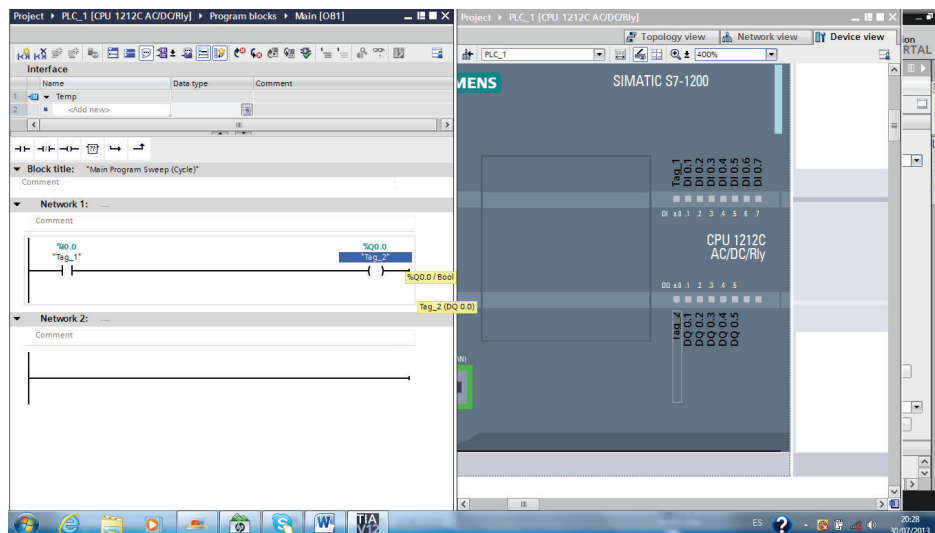 Project ▸ PLC_1 [CPU 1212C AC/DC/Rly] ▸ Program blocks ▸ Main [OB1]
Interface
Name Data type Comment
1 ▼ Temp
2 <Add new>
Block title: "Main Program Sweep (Cycle)"
Comment
Network 1: .....
Comment
%I0.0 %Q0.0
"Tag_1" "Tag_2"
%Q0.0 / Bool
Tag_2 (DQ 0.0)
Network 2: .....
Comment
Project ▸ PLC_1 [CPU 1212C AC/DC/Rly]
Topology view Network view Device view
PLC_1 400%
MENS SIMATIC S7-1200
Tag_1
DI 0.1
DI 0.2
DI 0.3
DI 0.4
DI 0.5
DI 0.6
DI 0.7
DI a.0 .1 .2 .3 .4 .5 .6 .7
CPU 1212C
AC/DC/Rly
DQ a.0 .1 .2 .3 .4 .5
Tag_2
DQ 0.1
DQ 0.2
DQ 0.3
DQ 0.4
DQ 0.5
ion
RTAL
TIA
V12
ES
20:28
30/07/2013